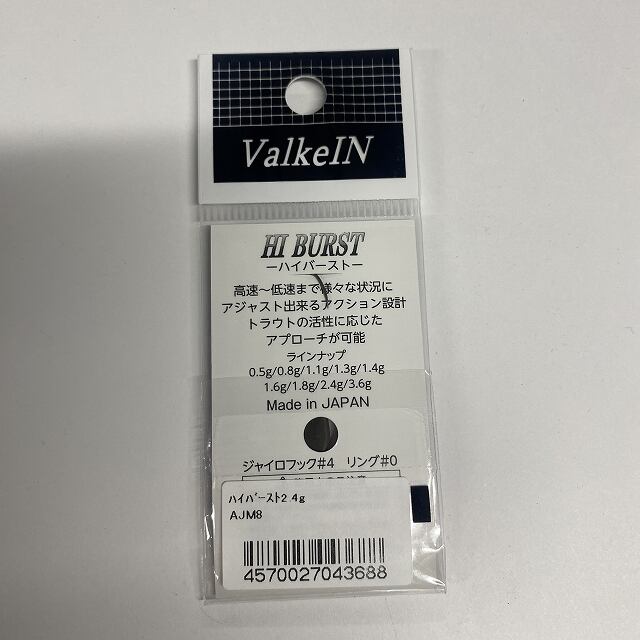 ValkeIN
HI BURST
ーハイバーストー
高速～低速まで様々な状況に
アジャスト出来るアクション設計
トラウトの活性に応じた
アプローチが可能
ラインナップ
0.5g/0.8g/1.1g/1.3g/1.4g
1.6g/1.8g/2.4g/3.6g
Made in JAPAN
ジャイロフック#4 リング#0
ﾊｲﾊﾞｰｽﾄ2.4g
AJM8
4570027043688